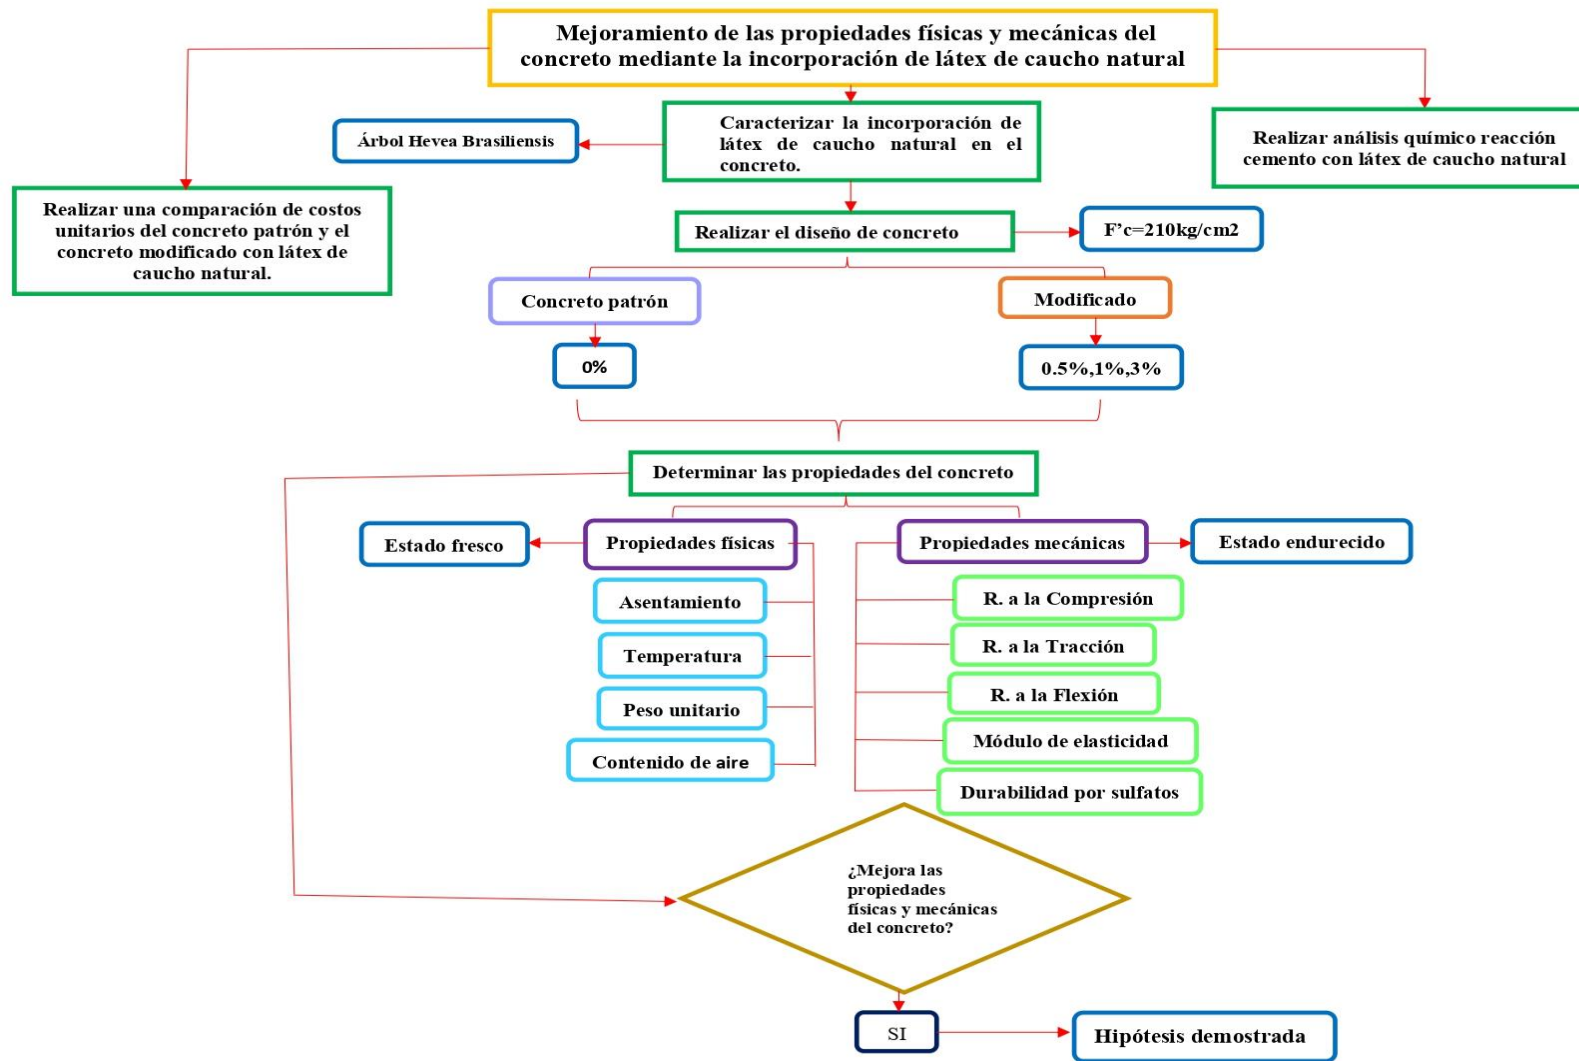 Mejoramiento de las propiedades físicas y mecánicas del
concreto mediante la incorporación de látex de caucho natural
Árbol Hevea Brasiliensis
Caracterizar la incorporación de
látex de caucho natural en el
concreto.
Realizar análisis químico reacción
cemento con látex de caucho natural
Realizar una comparación de costos
unitarios del concreto patrón y el
concreto modificado con látex de
caucho natural.
Realizar el diseño de concreto
F’c=210kg/cm2
Concreto patrón
Modificado
0%
0.5%,1%,3%
Determinar las propiedades del concreto
Estado fresco
Propiedades físicas
Propiedades mecánicas
Estado endurecido
Asentamiento
Temperatura
Peso unitario
Contenido de aire
R. a la Compresión
R. a la Tracción
R. a la Flexión
Módulo de elasticidad
Durabilidad por sulfatos
¿Mejora las
propiedades
físicas y mecánicas
del concreto?
SI
Hipótesis demostrada